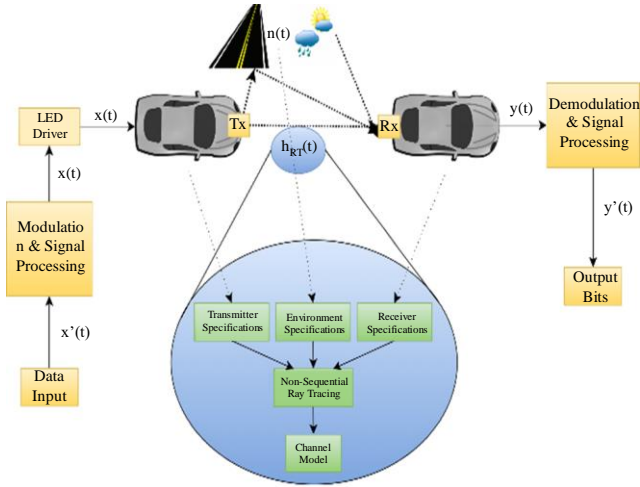 n(t)
LED
Driver
x(t)
Tx
Rx
y(t)
Demodulation
& Signal
Processing
h_RT(t)
x(t)
Modulatio
n & Signal
Processing
y'(t)
Output
Bits
x'(t)
Data
Input
Transmitter
Specifications
Environment
Specifications
Receiver
Specifications
Non-Sequential
Ray Tracing
Channel
Model